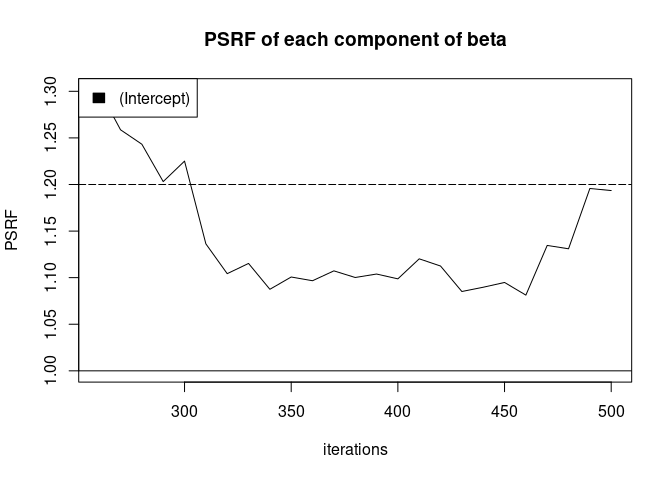 PSRF of each component of beta
(Intercept)
PSRF
1.30
1.25
1.20
1.15
1.10
1.05
1.00
300 350 400 450 500
iterations